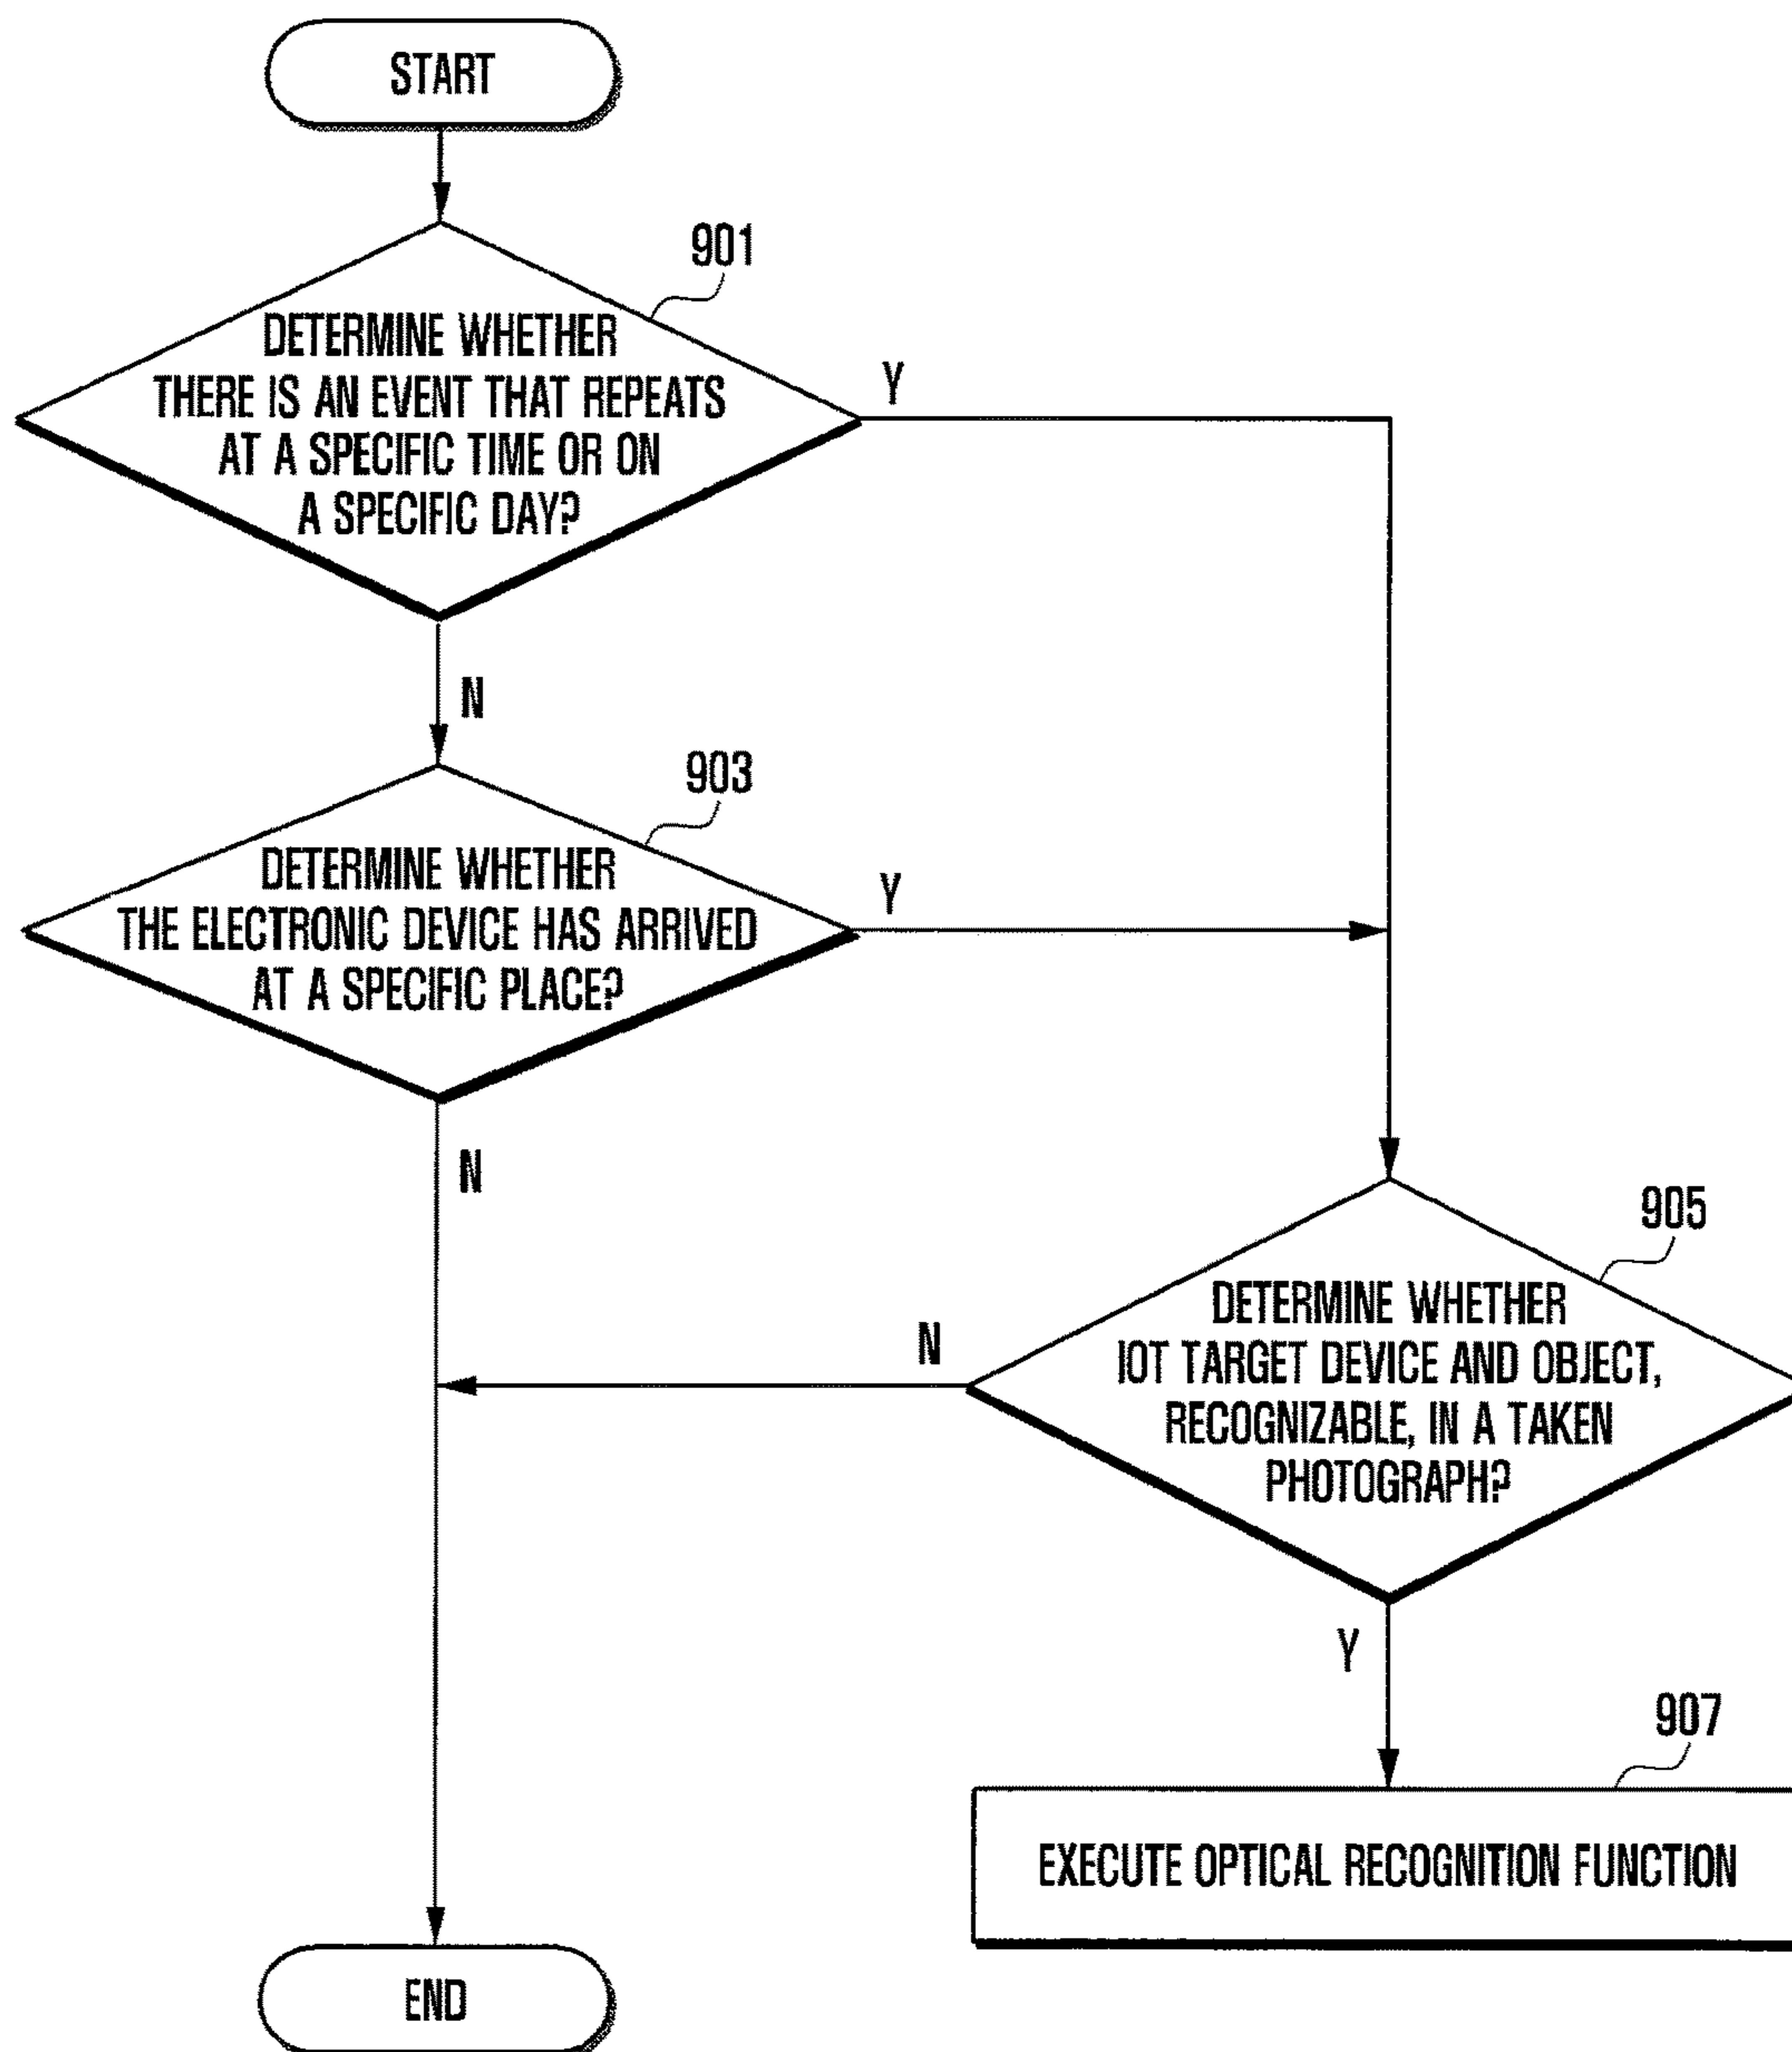 START
901
DETERMINE WHETHER
THERE IS AN EVENT THAT REPEATS
AT A SPECIFIC TIME OR ON
A SPECIFIC DAY?
Y
N
903
DETERMINE WHETHER
THE ELECTRONIC DEVICE HAS ARRIVED
AT A SPECIFIC PLACE?
Y
N
905
DETERMINE WHETHER
IOT TARGET DEVICE AND OBJECT,
RECOGNIZABLE, IN A TAKEN
PHOTOGRAPH?
N
Y
907
EXECUTE OPTICAL RECOGNITION FUNCTION
END